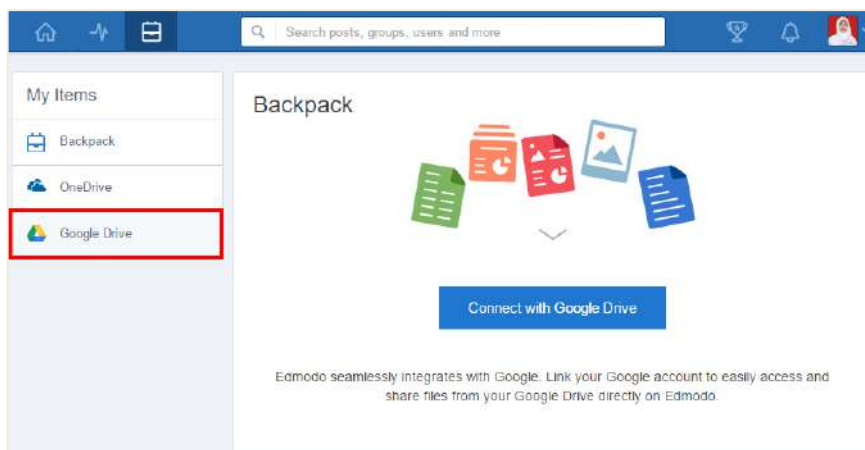 Search posts, groups, users and more
My Items
Backpack
OneDrive
Google Drive
Backpack
Connect with Google Drive
Edmodo seamlessly integrates with Google. Link your Google account to easily access and
share files from your Google Drive directly on Edmodo.